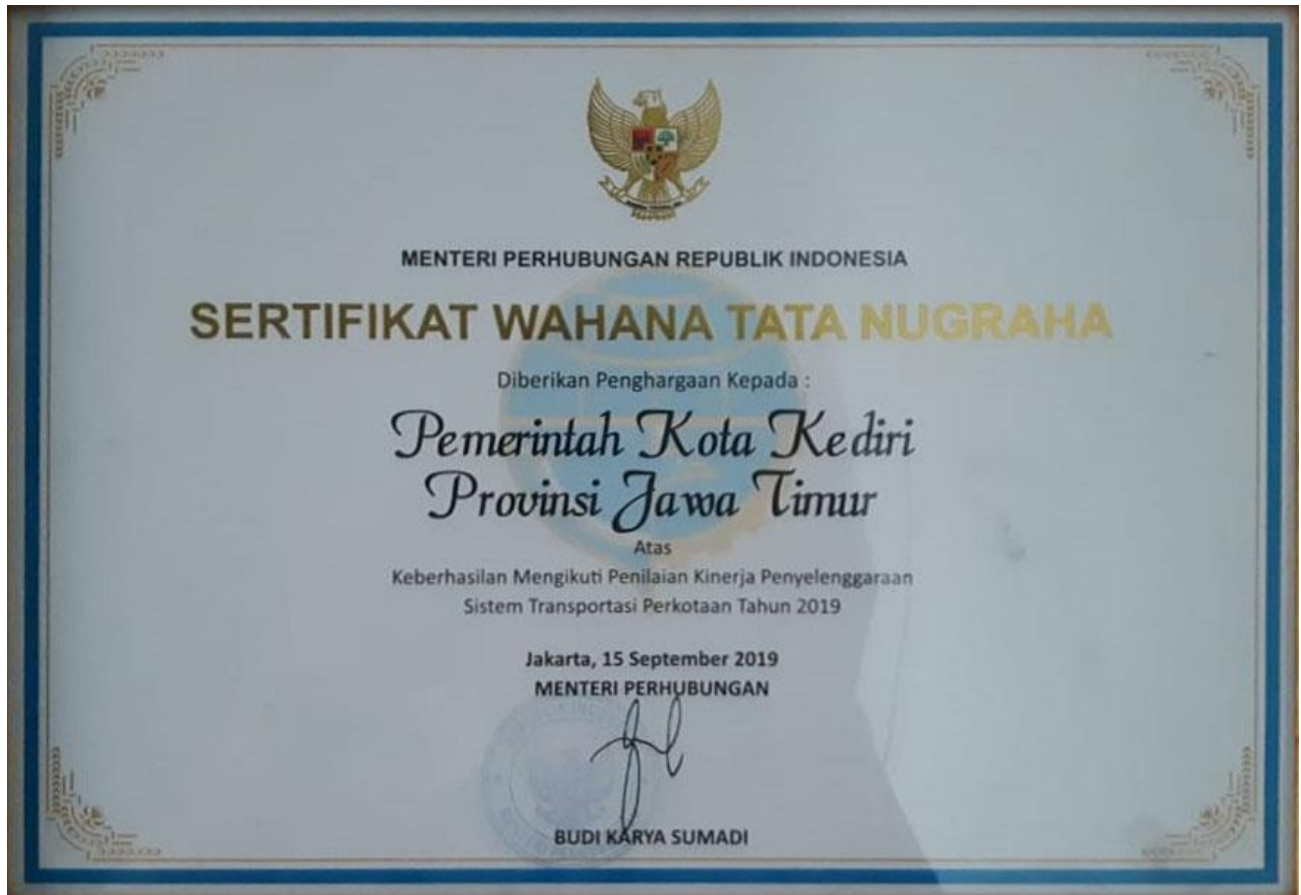 MENTERI PERHUBUNGAN REPUBLIK INDONESIA
SERTIFIKAT WAHANA TATA NUGRAHA
Diberikan Penghargaan Kepada :
Pemerintah Kota Kediri
Provinsi Jawa Timur
Atas
Keberhasilan Mengikuti Penilaian Kinerja Penyelenggaraan
Sistem Transportasi Perkotaan Tahun 2019
Jakarta, 15 September 2019
MENTERI PERHUBUNGAN
BUDI KARYA SUMADI